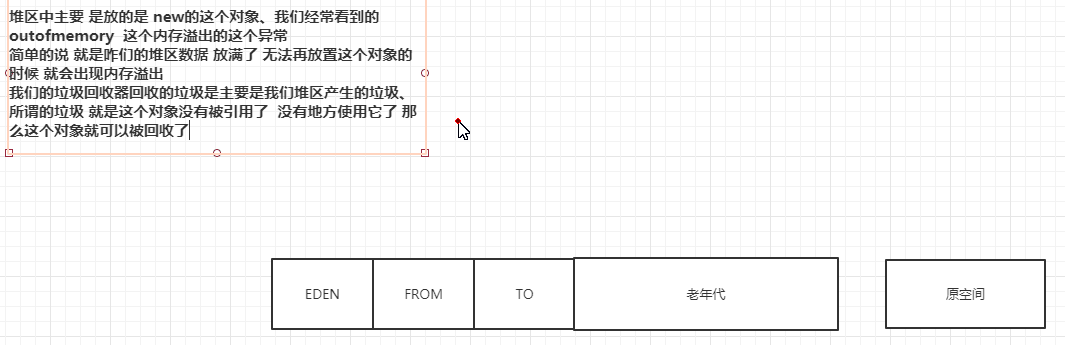 堆区中主要 是放的是 new的这个对象、我们经常看到的
outofmemory 这个内存溢出的这个异常
简单的说 就是咋们的堆区数据 放满了 无法再放置这个对象的
时候 就会出现内存溢出
我们的垃圾回收器回收的垃圾是主要是我们堆区产生的垃圾、
所谓的垃圾 就是这个对象没有被引用了 没有地方使用它了 那
么这个对象就可以被回收了
EDEN
FROM
TO
老年代
原空间